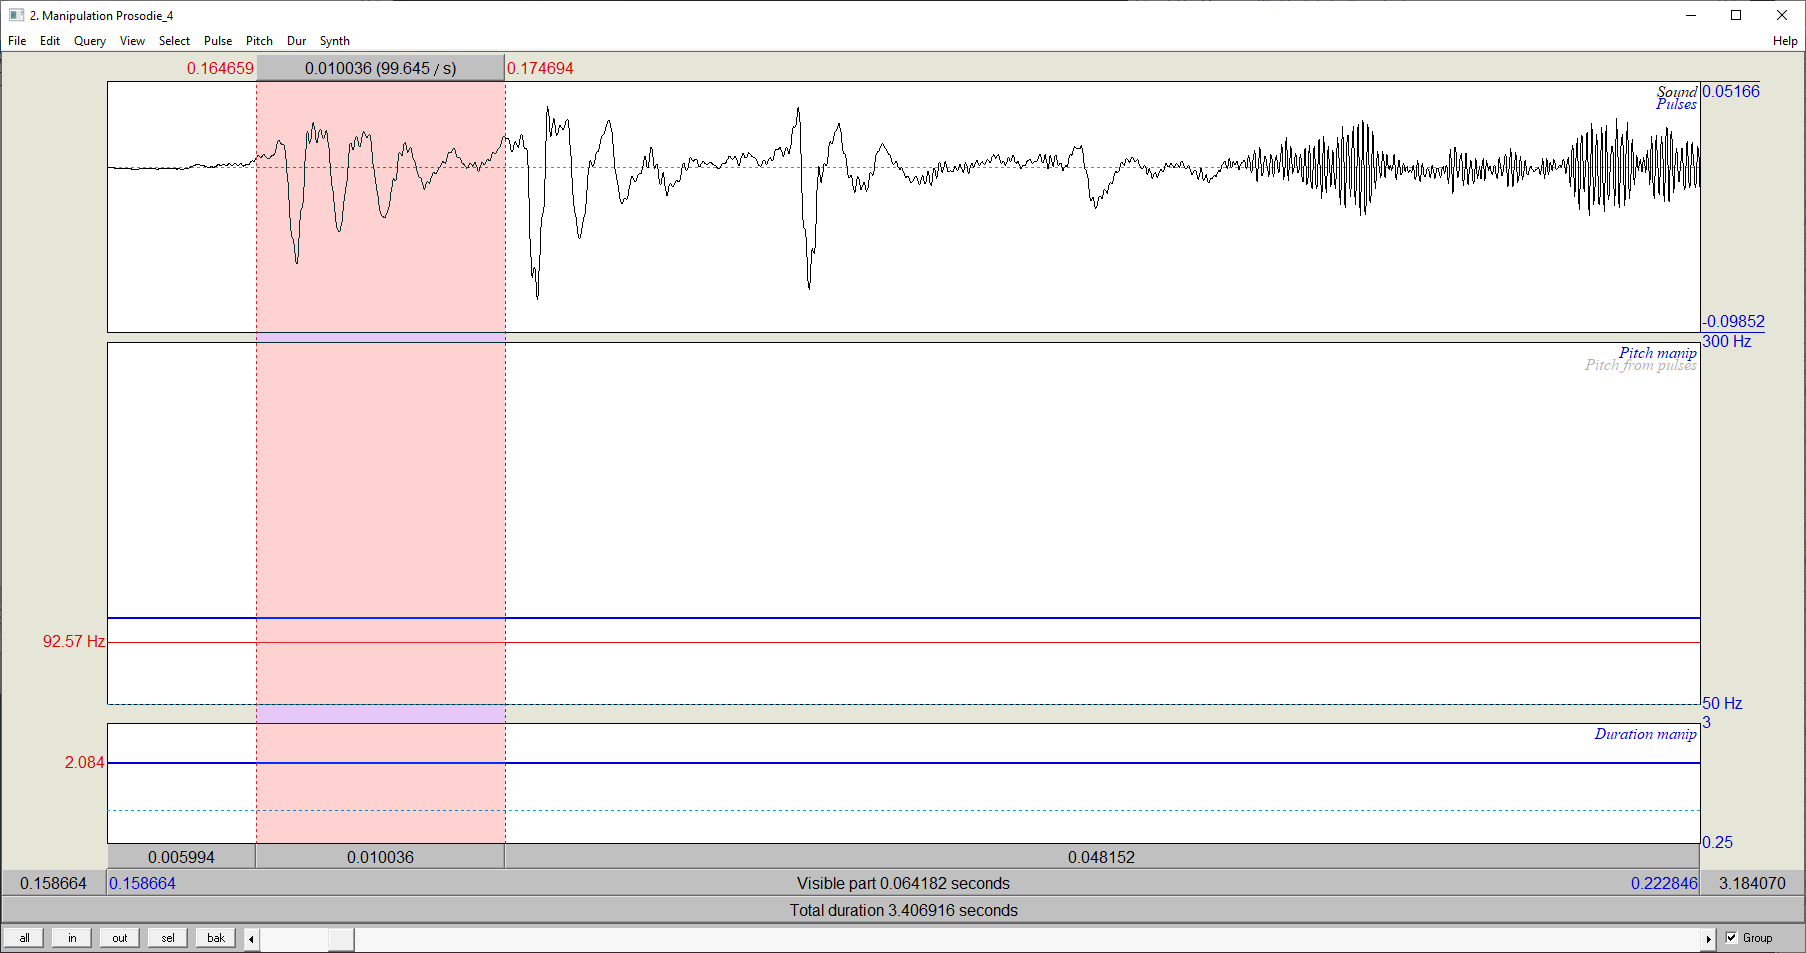 2. Manipulation Prosodie_4
File Edit Query View Select Pulse Pitch Dur Synth Help
0.164659 0.010036 (99.645 / s) 0.174694
Sound 0.05166
Pulses
-0.09852
300 Hz
Pitch manip
Pitch from pulses
92.57 Hz
50 Hz
3
Duration manip
2.084
0.25
0.005994 0.010036 0.048152
0.158664 0.158664 Visible part 0.064182 seconds 0.222846 3.184070
Total duration 3.406916 seconds
all in out sel bak Group